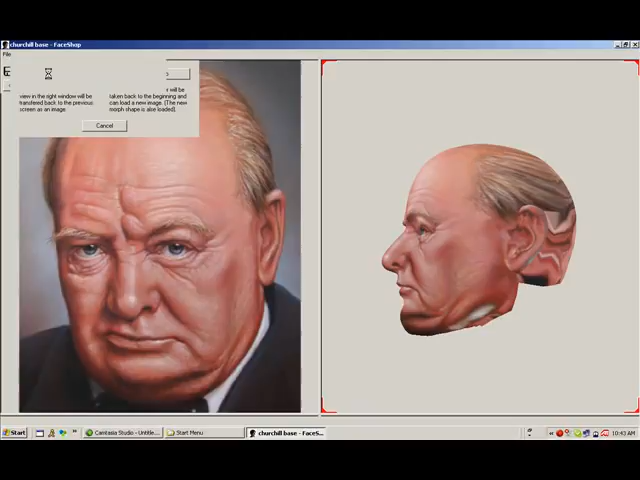 churchill base - FaceShop
File
view in the right window will be
transfered back to the previous
screen as an image.
will be
taken back to the beginning and
can load a new image. (The new
morph shape is also loaded).
Cancel
Start
Camtasia Studio - Untitle...
Start Menu
churchill base - FaceS...
10:43 AM